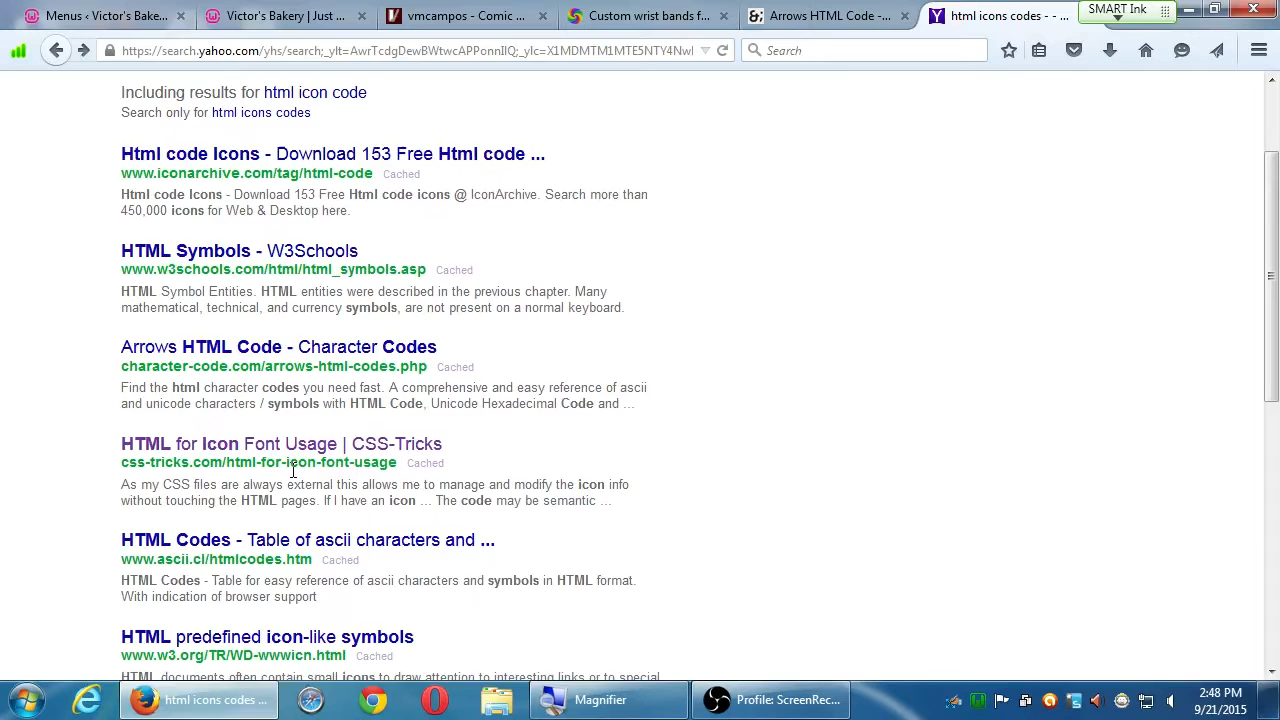 Menus ‹ Victor's Bake...
Victor's Bakery | Just ...
vmcampos - Comic ...
Custom wrist bands f...
Arrows HTML Code -...
html icons codes - - ...
SMART Ink
https://search.yahoo.com/yhs/search;_ylt=AwrTcdgDewBWtwcAPPonnIlQ;_ylc=X1MDMTM1MTE5NTY4Nwl
Search
Including results for html icon code
Search only for html icons codes
Html code Icons - Download 153 Free Html code ...
www.iconarchive.com/tag/html-code Cached
Html code Icons - Download 153 Free Html code icons @ IconArchive. Search more than
450,000 icons for Web & Desktop here.
HTML Symbols - W3Schools
www.w3schools.com/html/html_symbols.asp Cached
HTML Symbol Entities. HTML entities were described in the previous chapter. Many
mathematical, technical, and currency symbols, are not present on a normal keyboard.
Arrows HTML Code - Character Codes
character-code.com/arrows-html-codes.php Cached
Find the html character codes you need fast. A comprehensive and easy reference of ascii
and unicode characters / symbols with HTML Code, Unicode Hexadecimal Code and ...
HTML for Icon Font Usage | CSS-Tricks
css-tricks.com/html-for-icon-font-usage Cached
As my CSS files are always external this allows me to manage and modify the icon info
without touching the HTML pages. If I have an icon ... The code may be semantic ...
HTML Codes - Table of ascii characters and ...
www.ascii.cl/htmlcodes.htm Cached
HTML Codes - Table for easy reference of ascii characters and symbols in HTML format.
With indication of browser support
HTML predefined icon-like symbols
www.w3.org/TR/WD-wwwicn.html Cached
HTML documents often contain small icons to draw attention to interesting links or to special
html icons codes ...
Magnifier
Profile: ScreenRec...
2:48 PM
9/21/2015